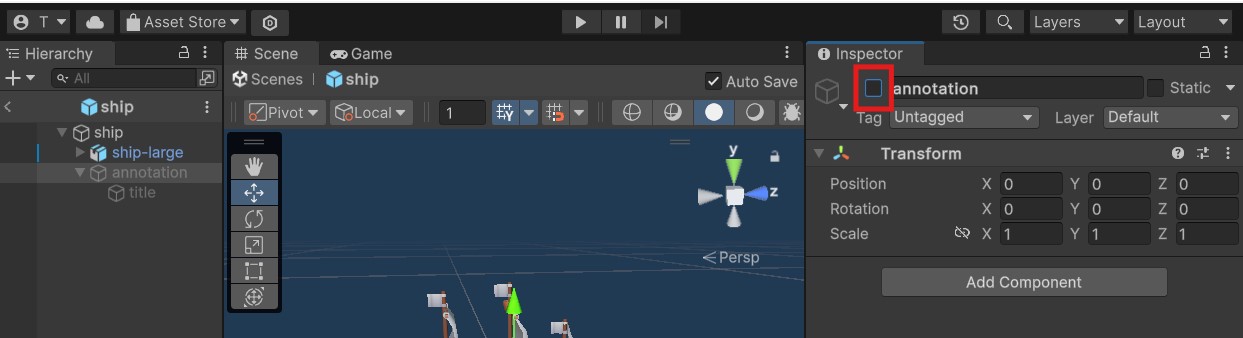 T Asset Store Layers Layout
Hierarchy Scene Game Inspector
All Scenes ship Auto Save annotation Static
ship Pivot Local 1 Tag Untagged Layer Default
ship
ship-large Transform
annotation Position X 0 Y 0 Z 0
title Rotation X 0 Y 0 Z 0
Scale X 1 Y 1 Z 1
y
z
Persp
Add Component